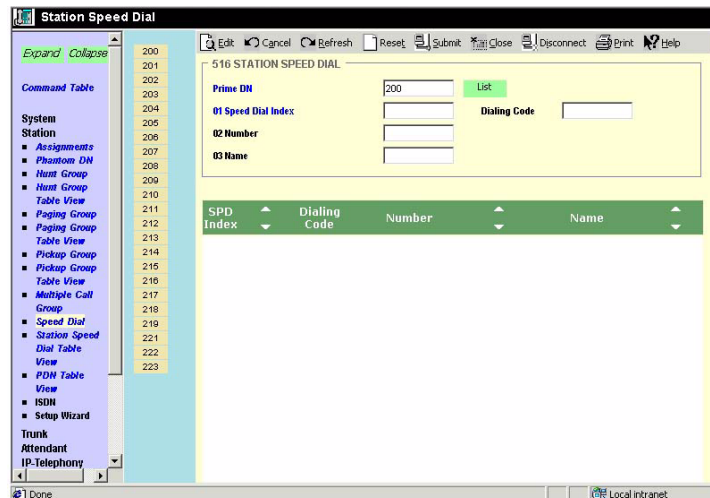 Station Speed Dial
Expand Collapse
Command Table
System
Station
Assignments
Phantom DN
Hunt Group
Hunt Group
Table View
Paging Group
Paging Group
Table View
Pickup Group
Pickup Group
Table View
Multiple Call
Group
Speed Dial
Station Speed
Dial Table
View
PDN Table
View
ISDN
Setup Wizard
Trunk
Attendant
IP-Telephony
200
201
202
203
204
205
206
207
208
209
210
211
212
213
214
215
216
217
218
219
221
222
223
Edit Cancel Refresh Reset Submit Close Disconnect Print Help
516 STATION SPEED DIAL
Prime DN 200 List
01 Speed Dial Index Dialing Code
02 Number
03 Name
SPD Index Dialing Code Number Name
Done Local intranet